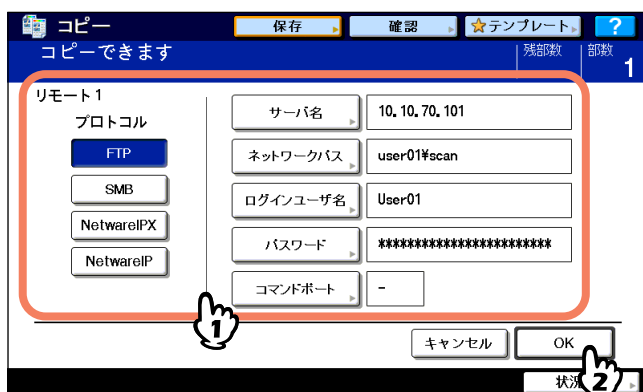 コピー 保存 確認 テンプレート ?
コピーできます 残部数 部数 1
リモート1
プロトコル
サーバ名 10.10.70.101
FTP
ネットワークパス user01¥scan
SMB
ログインユーザ名 User01
NetwareIPX
パスワード ************************
NetwareIP
コマンドポート -
1
キャンセル OK
状況
2